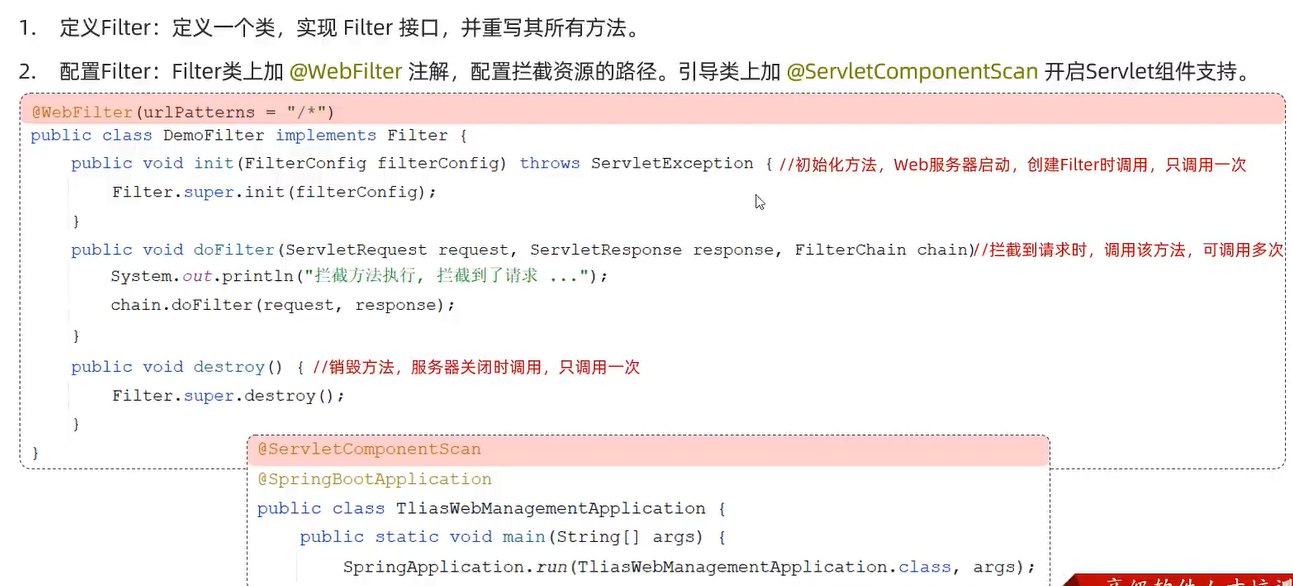 1. 定义Filter：定义一个类，实现 Filter 接口，并重写其所有方法。
2. 配置Filter：Filter类上加 @WebFilter 注解，配置拦截资源的路径。引导类上加 @ServletComponentScan 开启Servlet组件支持。
@WebFilter(urlPatterns = "/*")
public class DemoFilter implements Filter {
public void init(FilterConfig filterConfig) throws ServletException { //初始化方法，Web服务器启动，创建Filter时调用，只调用一次
Filter.super.init(filterConfig);
}
public void doFilter(ServletRequest request, ServletResponse response, FilterChain chain)//拦截到请求时，调用该方法，可调用多次
System.out.println("拦截方法执行, 拦截到了请求 ...");
chain.doFilter(request, response);
}
public void destroy() { //销毁方法，服务器关闭时调用，只调用一次
Filter.super.destroy();
}
}
@ServletComponentScan
@SpringBootApplication
public class TliasWebManagementApplication {
public static void main(String[] args) {
SpringApplication.run(TliasWebManagementApplication.class, args);